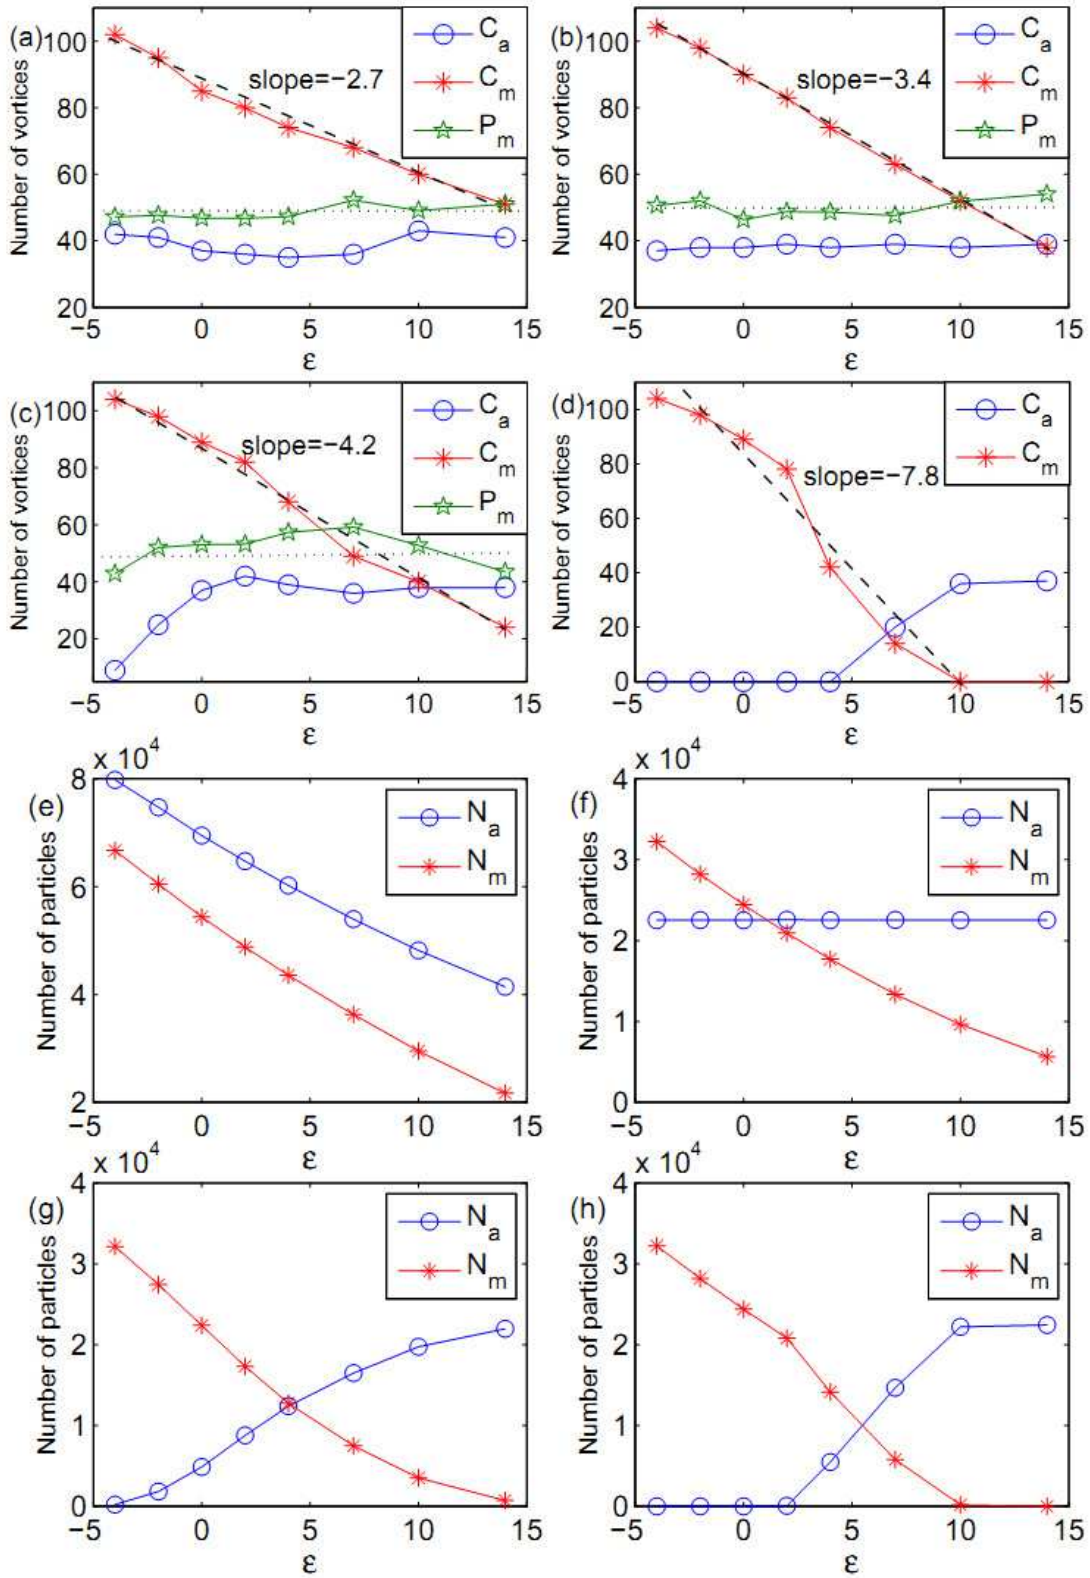 (a)
Number of vortices
100
80
60
40
20
-5
0
5
10
15
ε
slope=−2.7
C_a
C_m
P_m
(b)
Number of vortices
100
80
60
40
20
-5
0
5
10
15
ε
slope=−3.4
C_a
C_m
P_m
(c)
Number of vortices
100
80
60
40
20
-5
0
5
10
15
ε
slope=−4.2
C_a
C_m
P_m
(d)
Number of vortices
100
80
60
40
20
0
-5
0
5
10
15
ε
slope=−7.8
C_a
C_m
(e)
x 10^4
Number of particles
8
6
4
2
-5
0
5
10
15
ε
N_a
N_m
(f)
x 10^4
Number of particles
4
3
2
1
0
-5
0
5
10
15
ε
N_a
N_m
(g)
x 10^4
Number of particles
4
3
2
1
0
-5
0
5
10
15
ε
N_a
N_m
(h)
x 10^4
Number of particles
4
3
2
1
0
-5
0
5
10
15
ε
N_a
N_m